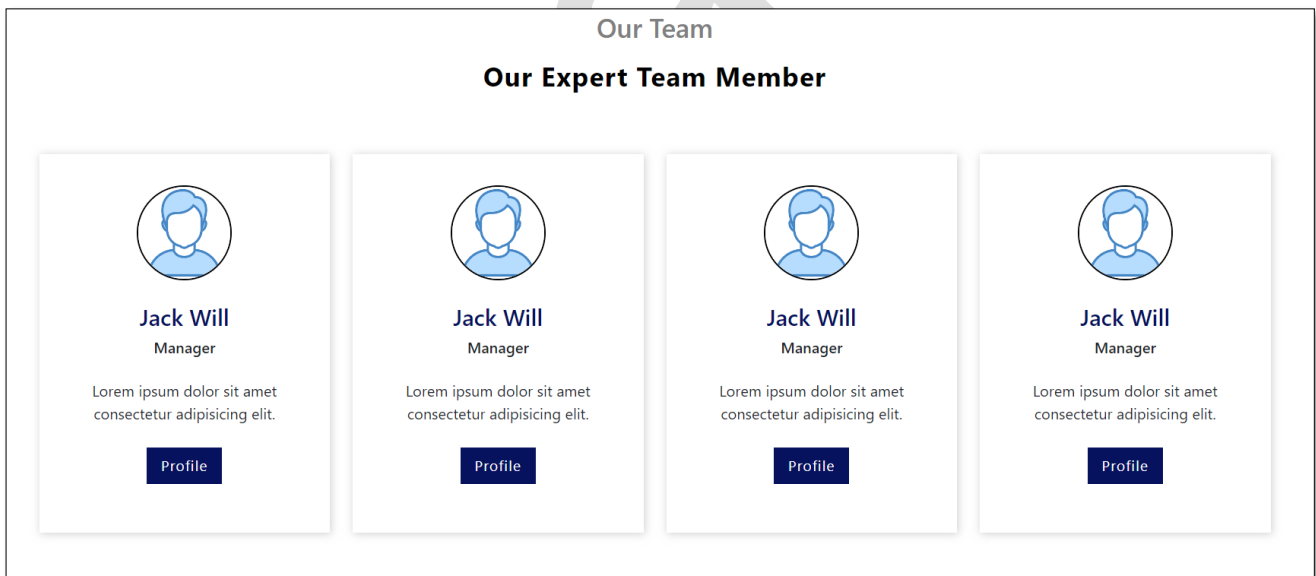 Our Team
Our Expert Team Member
Jack Will
Manager
Lorem ipsum dolor sit amet
consectetur adipisicing elit.
Profile
Jack Will
Manager
Lorem ipsum dolor sit amet
consectetur adipisicing elit.
Profile
Jack Will
Manager
Lorem ipsum dolor sit amet
consectetur adipisicing elit.
Profile
Jack Will
Manager
Lorem ipsum dolor sit amet
consectetur adipisicing elit.
Profile